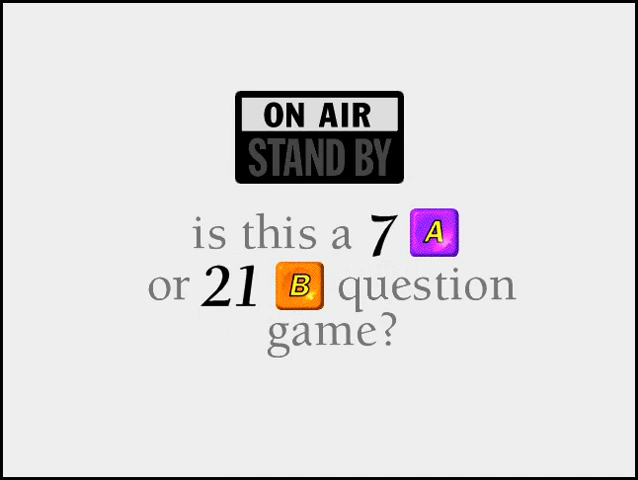 ON AIR
STAND BY
is this a 7 A
or 21 B question
game?